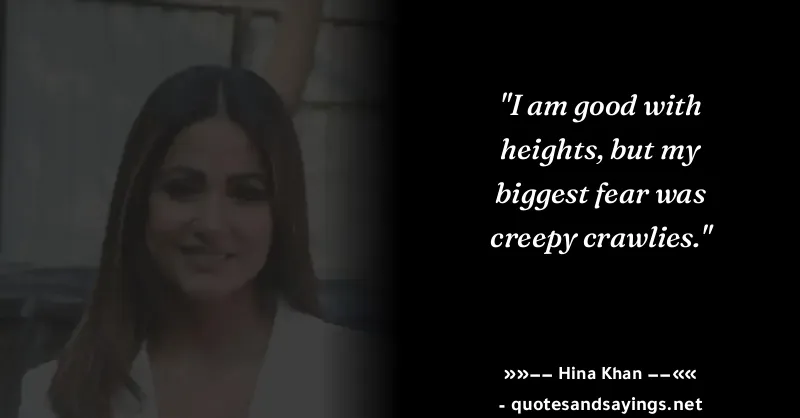 "I am good with
heights, but my
biggest fear was
creepy crawlies."
»»—— Hina Khan ——««
- quotesandsayings.net